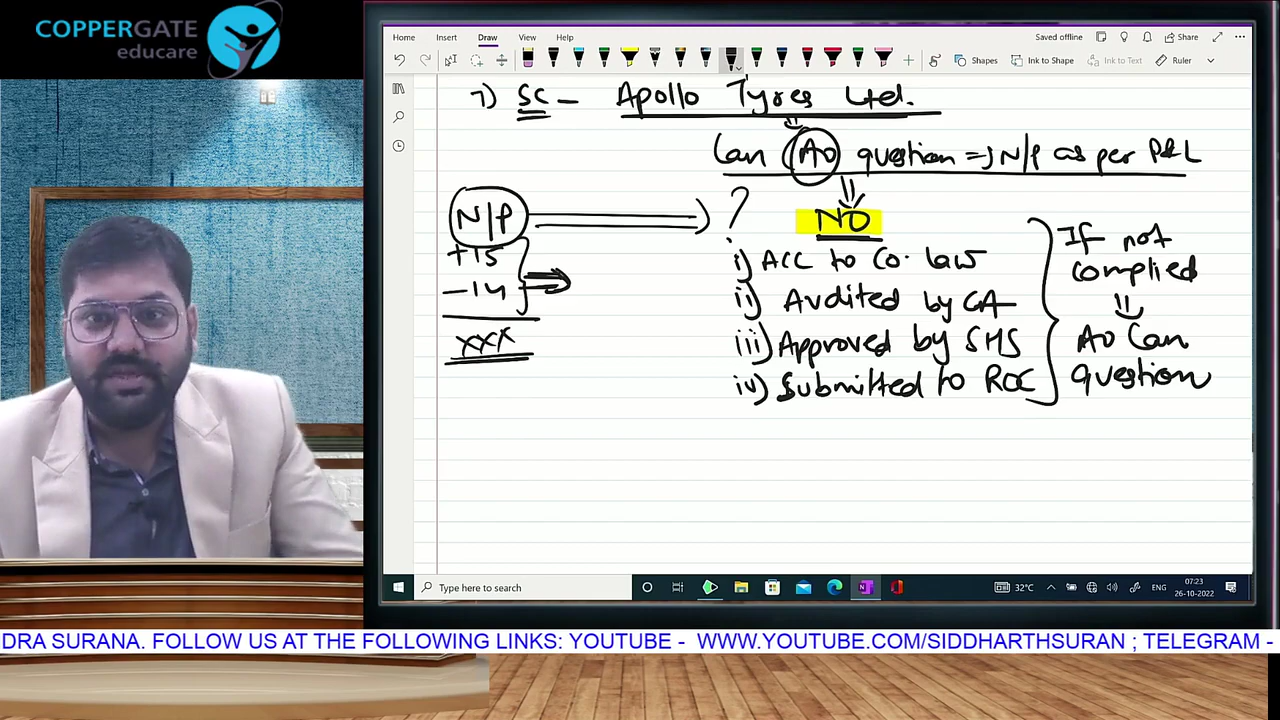 COPPERGATE
educare
Home Insert Draw View Help
Saved offline Share
Shapes Ink to Shape Ink to Text Ruler
7) SC - Apollo Tyres Ltd.
Can AO question => N/P as per P&L
N/P ?
NO
+15
-14
xxx
i) Acc to Co. law
ii) Audited by CA
iii) Approved by SHS
iv) Submitted to ROC
If not
complied
AO Can
question
Type here to search
32°C ENG 07:23
26-10-2022
DRA SURANA. FOLLOW US AT THE FOLLOWING LINKS: YOUTUBE - WWW.YOUTUBE.COM/SIDDHARTHSURAN ; TELEGRAM -